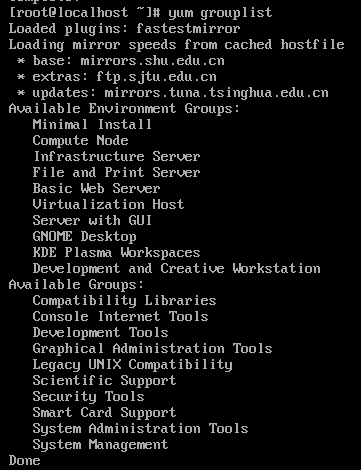 [root@localhost ~]# yum grouplist
Loaded plugins: fastestmirror
Loading mirror speeds from cached hostfile
 * base: mirrors.shu.edu.cn
 * extras: ftp.sjtu.edu.cn
 * updates: mirrors.tuna.tsinghua.edu.cn
Available Environment Groups:
   Minimal Install
   Compute Node
   Infrastructure Server
   File and Print Server
   Basic Web Server
   Virtualization Host
   Server with GUI
   GNOME Desktop
   KDE Plasma Workspaces
   Development and Creative Workstation
Available Groups:
   Compatibility Libraries
   Console Internet Tools
   Development Tools
   Graphical Administration Tools
   Legacy UNIX Compatibility
   Scientific Support
   Security Tools
   Smart Card Support
   System Administration Tools
   System Management
Done